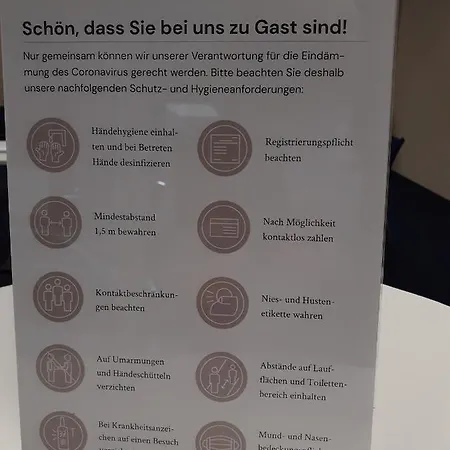 Schön, dass Sie bei uns zu Gast sind!
Nur gemeinsam können wir unserer Verantwortung für die Eindäm-
mung des Coronavirus gerecht werden. Bitte beachten Sie deshalb
unsere nachfolgenden Schutz- und Hygieneanforderungen:
Händehygiene einhal-
ten und bei Betreten
Hände desinfizieren
Registrierungspflicht
beachten
Mindestabstand
1,5 m bewahren
Nach Möglichkeit
kontaktlos zahlen
Kontaktbeschränkun-
gen beachten
Nies- und Husten-
etikette wahren
Auf Umarmungen
und Händeschütteln
verzichten
Abstände auf Lauf-
flächen und Toiletten-
bereich einhalten
Bei Krankheitsanzei-
chen auf einen Besuch
Mund- und Nasen-